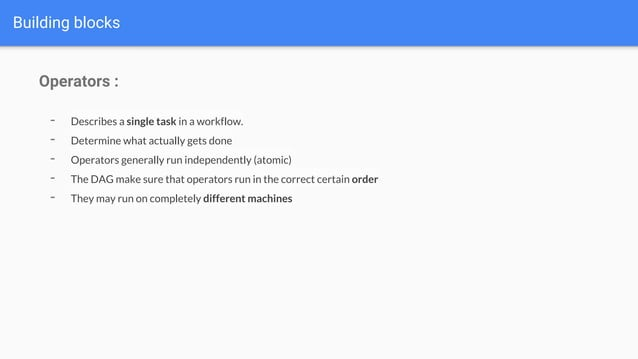 Building blocks
Operators :
- Describes a single task in a workflow.
- Determine what actually gets done
- Operators generally run independently (atomic)
- The DAG make sure that operators run in the correct certain order
- They may run on completely different machines